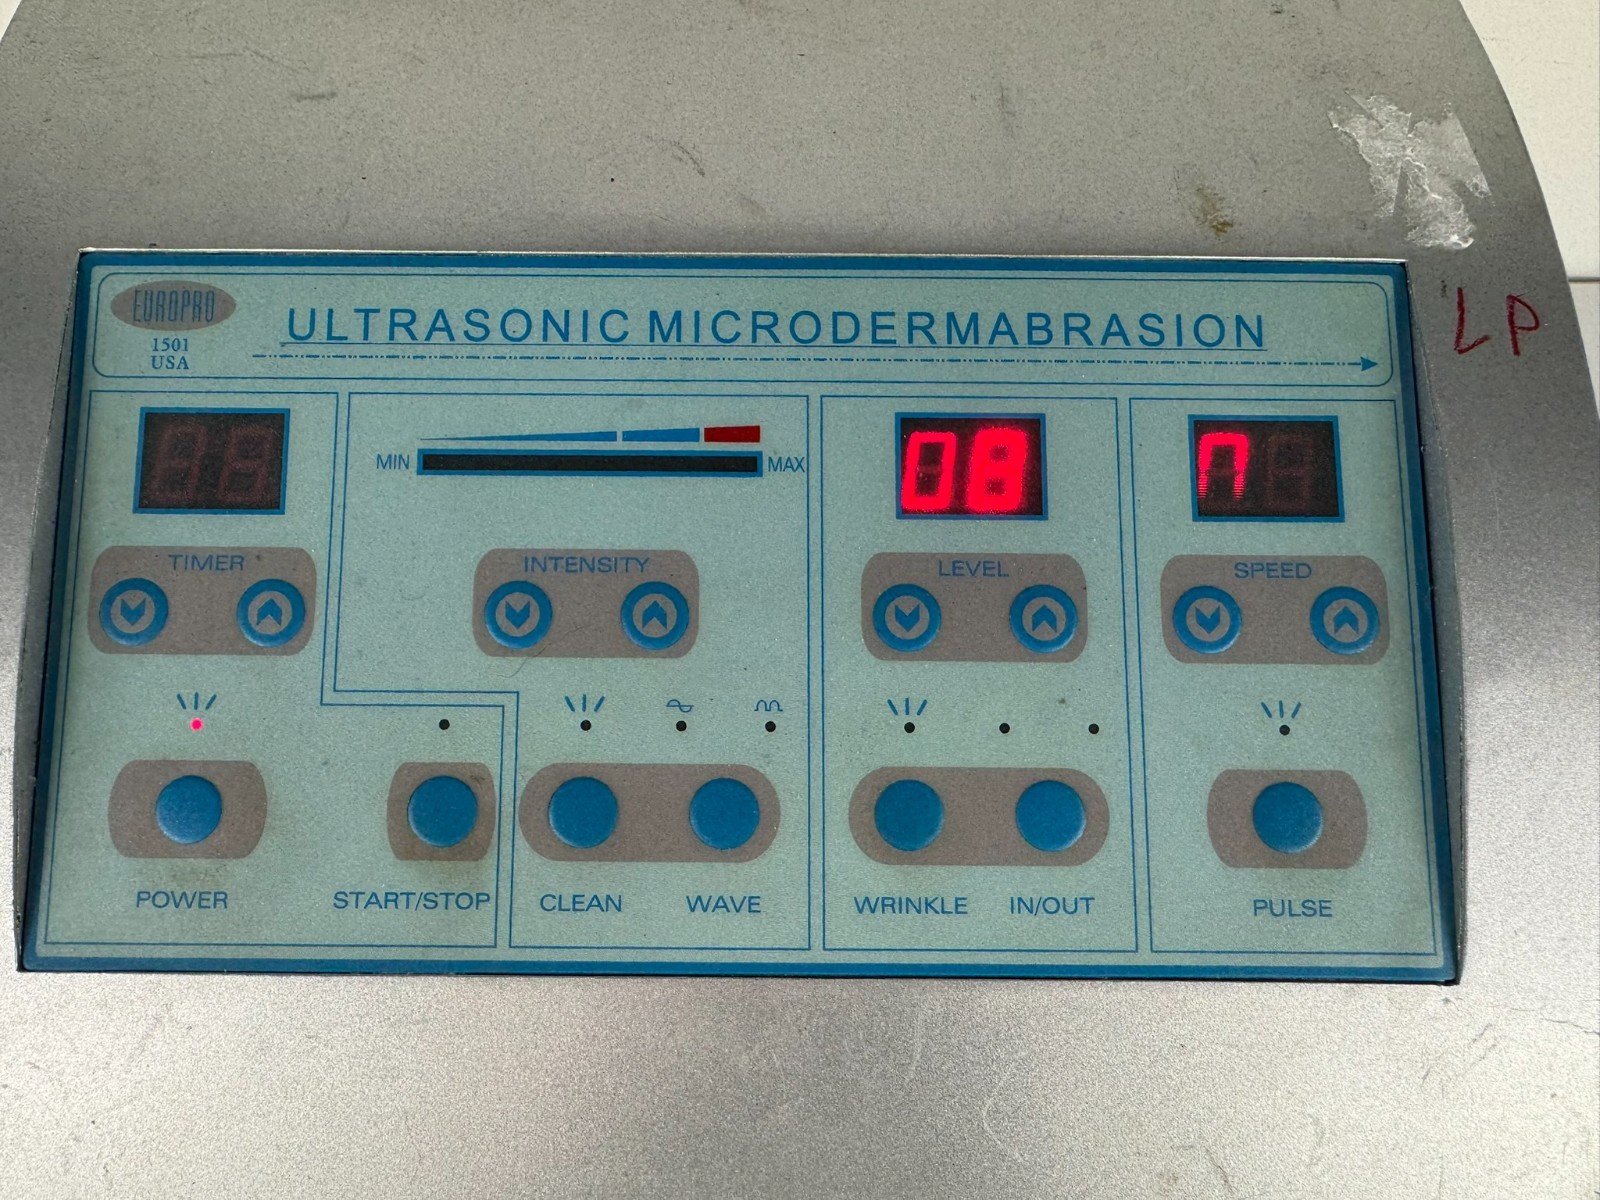 EUROPRO
1501
USA
ULTRASONIC MICRODERMABRASION
LP
MIN
MAX
08
TIMER
INTENSITY
LEVEL
SPEED
POWER
START/STOP
CLEAN
WAVE
WRINKLE
IN/OUT
PULSE